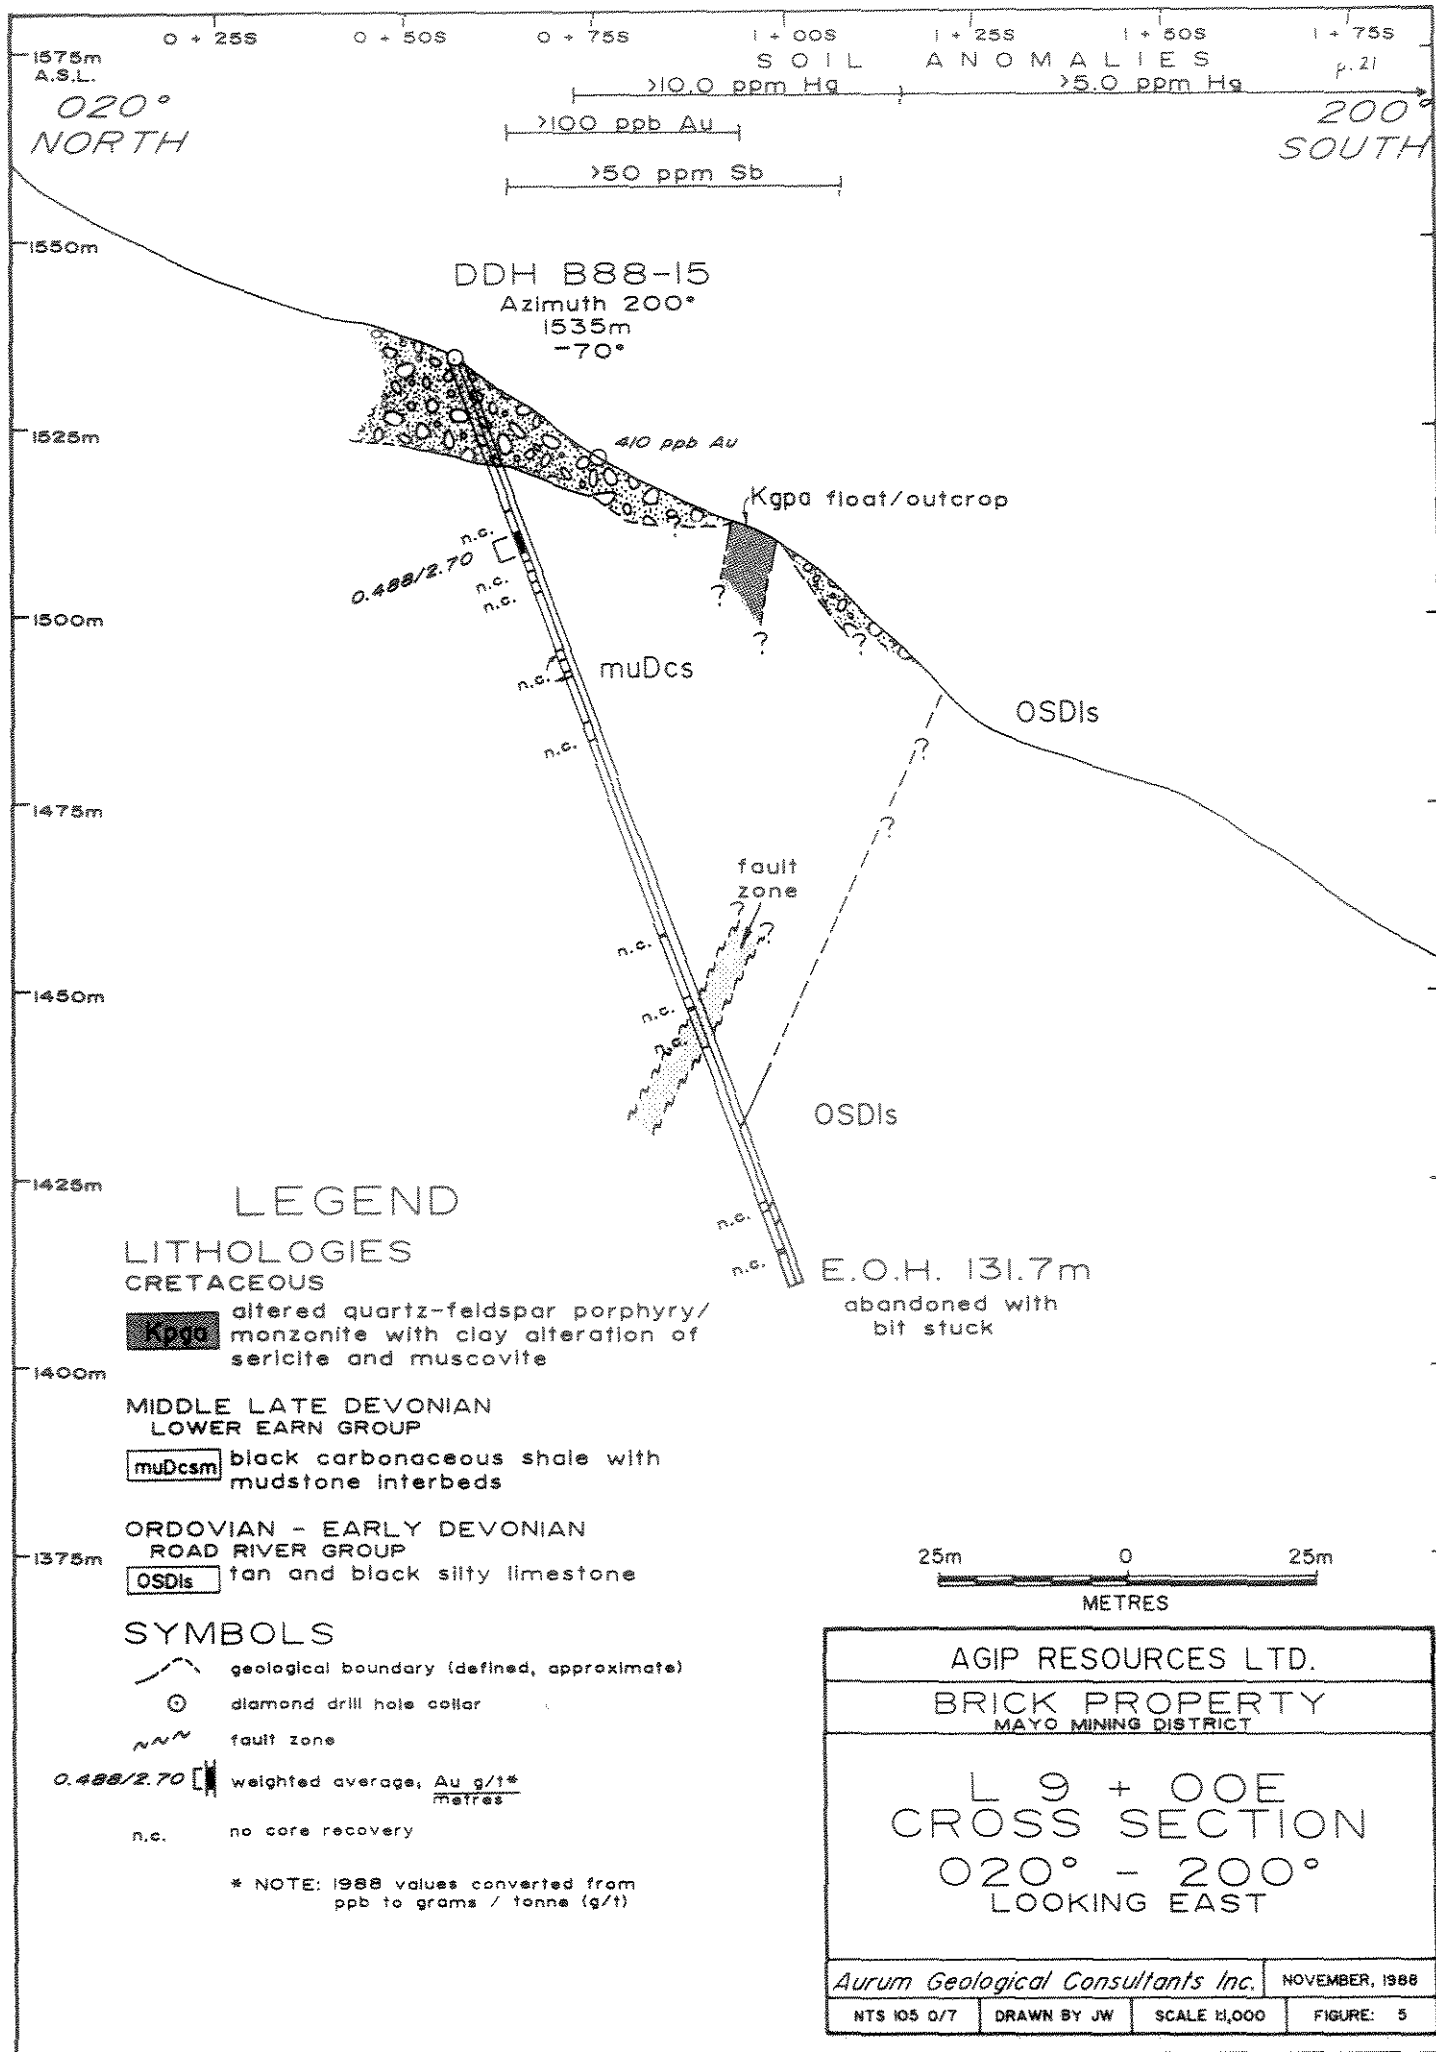 0 + 25S
0 + 50S
0 + 75S
1 + 00S
1 + 25S
1 + 50S
1 + 75S
1575m
A.S.L.
SOIL ANOMALIES
p.21
>10.0 ppm Hg
>5.0 ppm Hg
020°
NORTH
200°
SOUTH
>100 ppb Au
>50 ppm Sb
1550m
DDH B88-15
Azimuth 200°
1535m
-70°
1525m
410 ppb Au
Kgpa float/outcrop
n.c.
0.488/2.70
n.c.
n.c.
?
?
?
?
1500m
muDcs
n.c.
OSDls
n.c.
?
1475m
?
fault
zone
?
?
n.c.
1450m
n.c.
n.c.
OSDls
1425m
n.c.
n.c.
E.O.H. 131.7m
abandoned with
bit stuck
LEGEND
LITHOLOGIES
CRETACEOUS
Kpga
altered quartz-feldspar porphyry/
monzonite with clay alteration of
sericite and muscovite
1400m
MIDDLE LATE DEVONIAN
LOWER EARN GROUP
muDcsm
black carbonaceous shale with
mudstone interbeds
ORDOVIAN - EARLY DEVONIAN
ROAD RIVER GROUP
1375m
OSDls
tan and black silty limestone
25m 0 25m
METRES
SYMBOLS
geological boundary (defined, approximate)
diamond drill hole collar
fault zone
0.488/2.70
weighted average, Au g/t*
metres
n.c.
no core recovery
* NOTE: 1988 values converted from
ppb to grams / tonne (g/t)
AGIP RESOURCES LTD.
BRICK PROPERTY
MAYO MINING DISTRICT
L 9 + 00E
CROSS SECTION
020° - 200°
LOOKING EAST
Aurum Geological Consultants Inc.
NOVEMBER, 1988
NTS 105 O/7
DRAWN BY JW
SCALE 1:1,000
FIGURE: 5